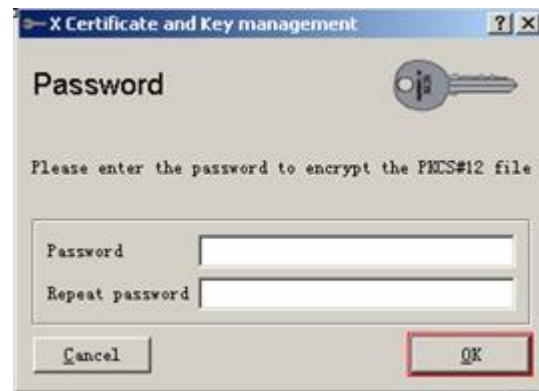 X Certificate and Key management
Password
Please enter the password to encrypt the PKCS#12 file
Password
Repeat password
Cancel
OK